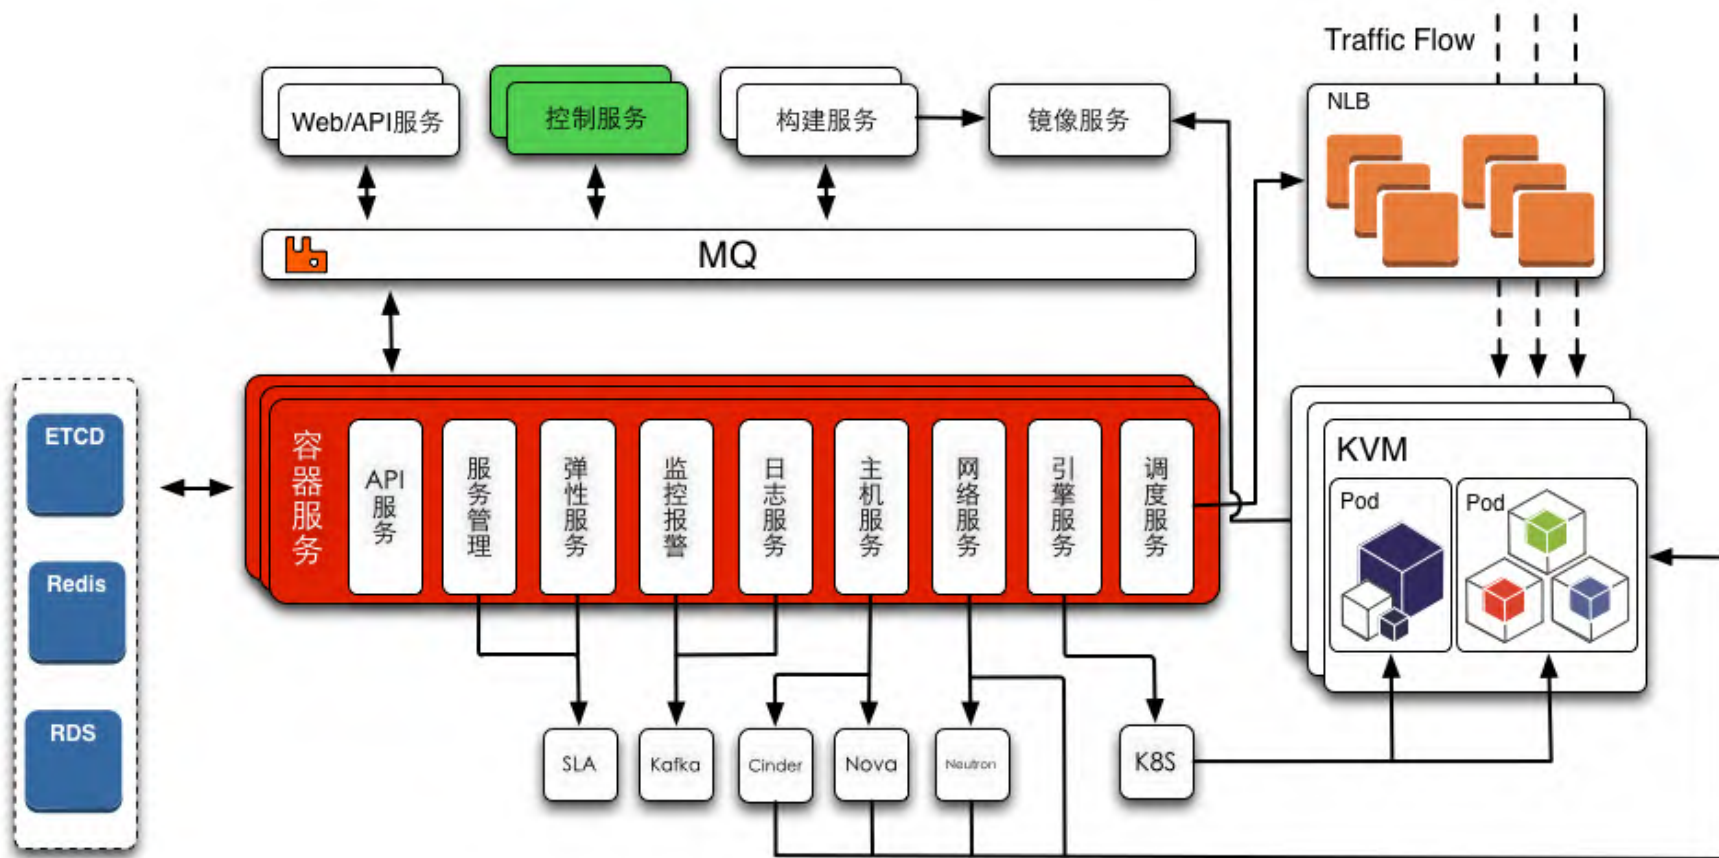 Traffic Flow
Web/API服务
控制服务
构建服务
镜像服务
NLB
MQ
ETCD
Redis
RDS
容器服务
API服务
服务管理
弹性服务
监控报警
日志服务
主机服务
网络服务
引擎服务
调度服务
KVM
Pod
Pod
SLA
Kafka
Cinder
Nova
Neutron
K8S